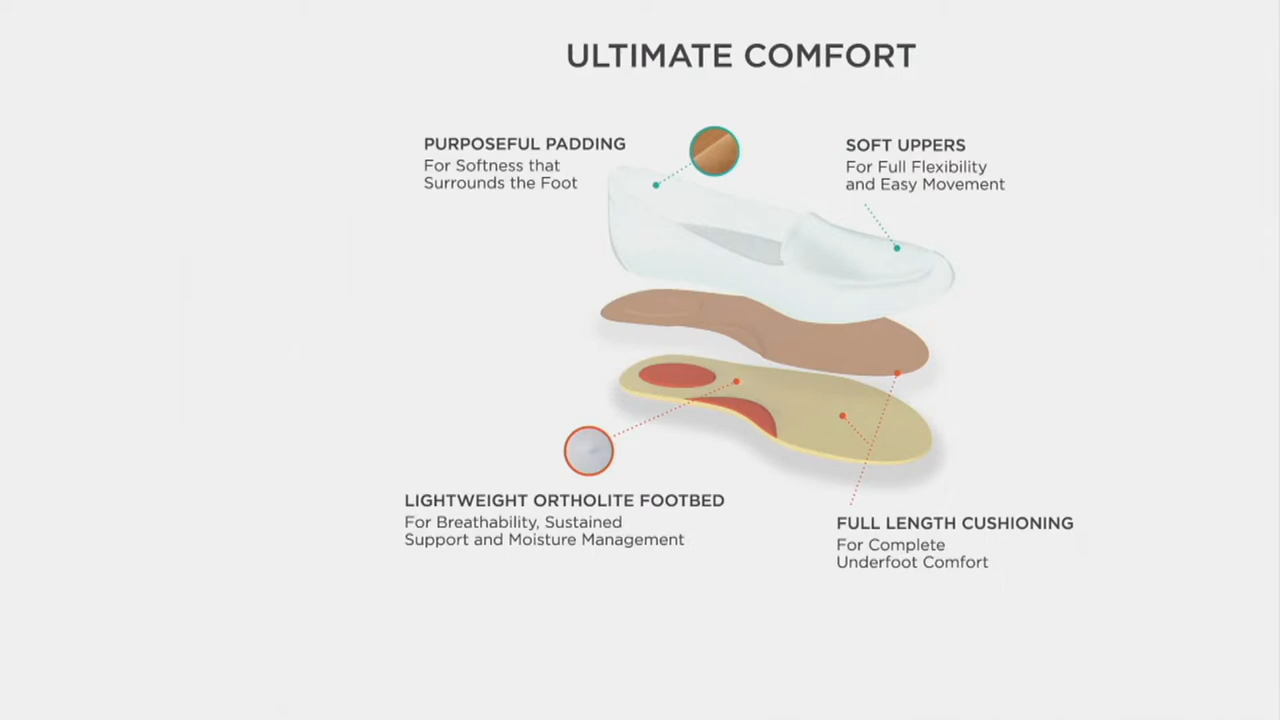 ULTIMATE COMFORT
PURPOSEFUL PADDING
For Softness that
Surrounds the Foot
SOFT UPPERS
For Full Flexibility
and Easy Movement
LIGHTWEIGHT ORTHOLITE FOOTBED
For Breathability, Sustained
Support and Moisture Management
FULL LENGTH CUSHIONING
For Complete
Underfoot Comfort